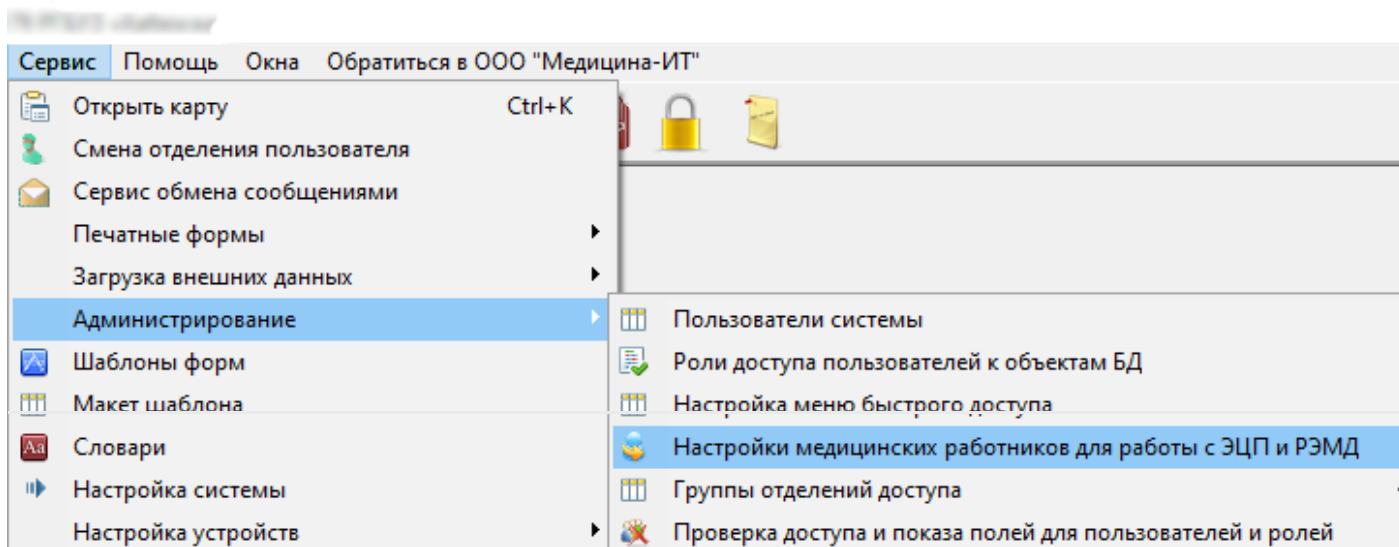 Сервис Помощь Окна Обратиться в ООО "Медицина-ИТ"
Открыть карту Ctrl+K
Смена отделения пользователя
Сервис обмена сообщениями
Печатные формы
Загрузка внешних данных
Администрирование
Шаблоны форм
Макет шаблона
Аа Словари
Настройка системы
Настройка устройств
Пользователи системы
Роли доступа пользователей к объектам БД
Настройка меню быстрого доступа
Настройки медицинских работников для работы с ЭЦП и РЭМД
Группы отделений доступа
Проверка доступа и показа полей для пользователей и ролей